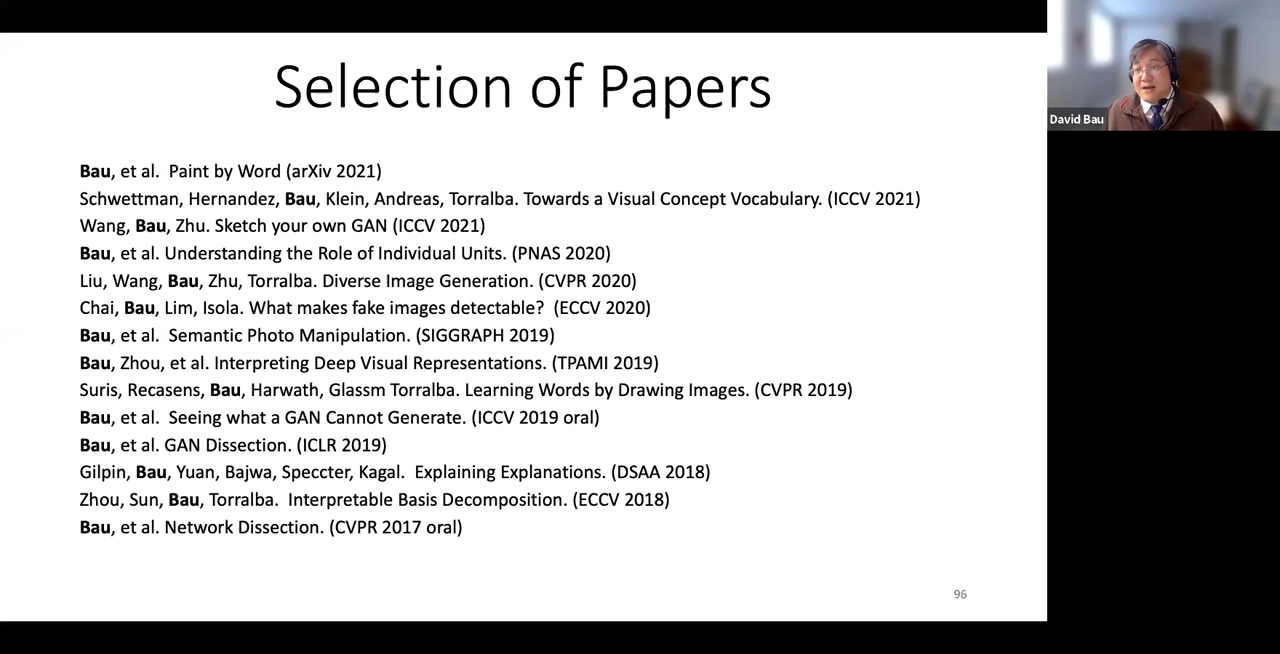 Selection of Papers
Bau, et al. Paint by Word (arXiv 2021)
Schwettman, Hernandez, Bau, Klein, Andreas, Torralba. Towards a Visual Concept Vocabulary. (ICCV 2021)
Wang, Bau, Zhu. Sketch your own GAN (ICCV 2021)
Bau, et al. Understanding the Role of Individual Units. (PNAS 2020)
Liu, Wang, Bau, Zhu, Torralba. Diverse Image Generation. (CVPR 2020)
Chai, Bau, Lim, Isola. What makes fake images detectable? (ECCV 2020)
Bau, et al. Semantic Photo Manipulation. (SIGGRAPH 2019)
Bau, Zhou, et al. Interpreting Deep Visual Representations. (TPAMI 2019)
Suris, Recasens, Bau, Harwath, Glassm Torralba. Learning Words by Drawing Images. (CVPR 2019)
Bau, et al. Seeing what a GAN Cannot Generate. (ICCV 2019 oral)
Bau, et al. GAN Dissection. (ICLR 2019)
Gilpin, Bau, Yuan, Bajwa, Speccter, Kagal. Explaining Explanations. (DSAA 2018)
Zhou, Sun, Bau, Torralba. Interpretable Basis Decomposition. (ECCV 2018)
Bau, et al. Network Dissection. (CVPR 2017 oral)
96
David Bau